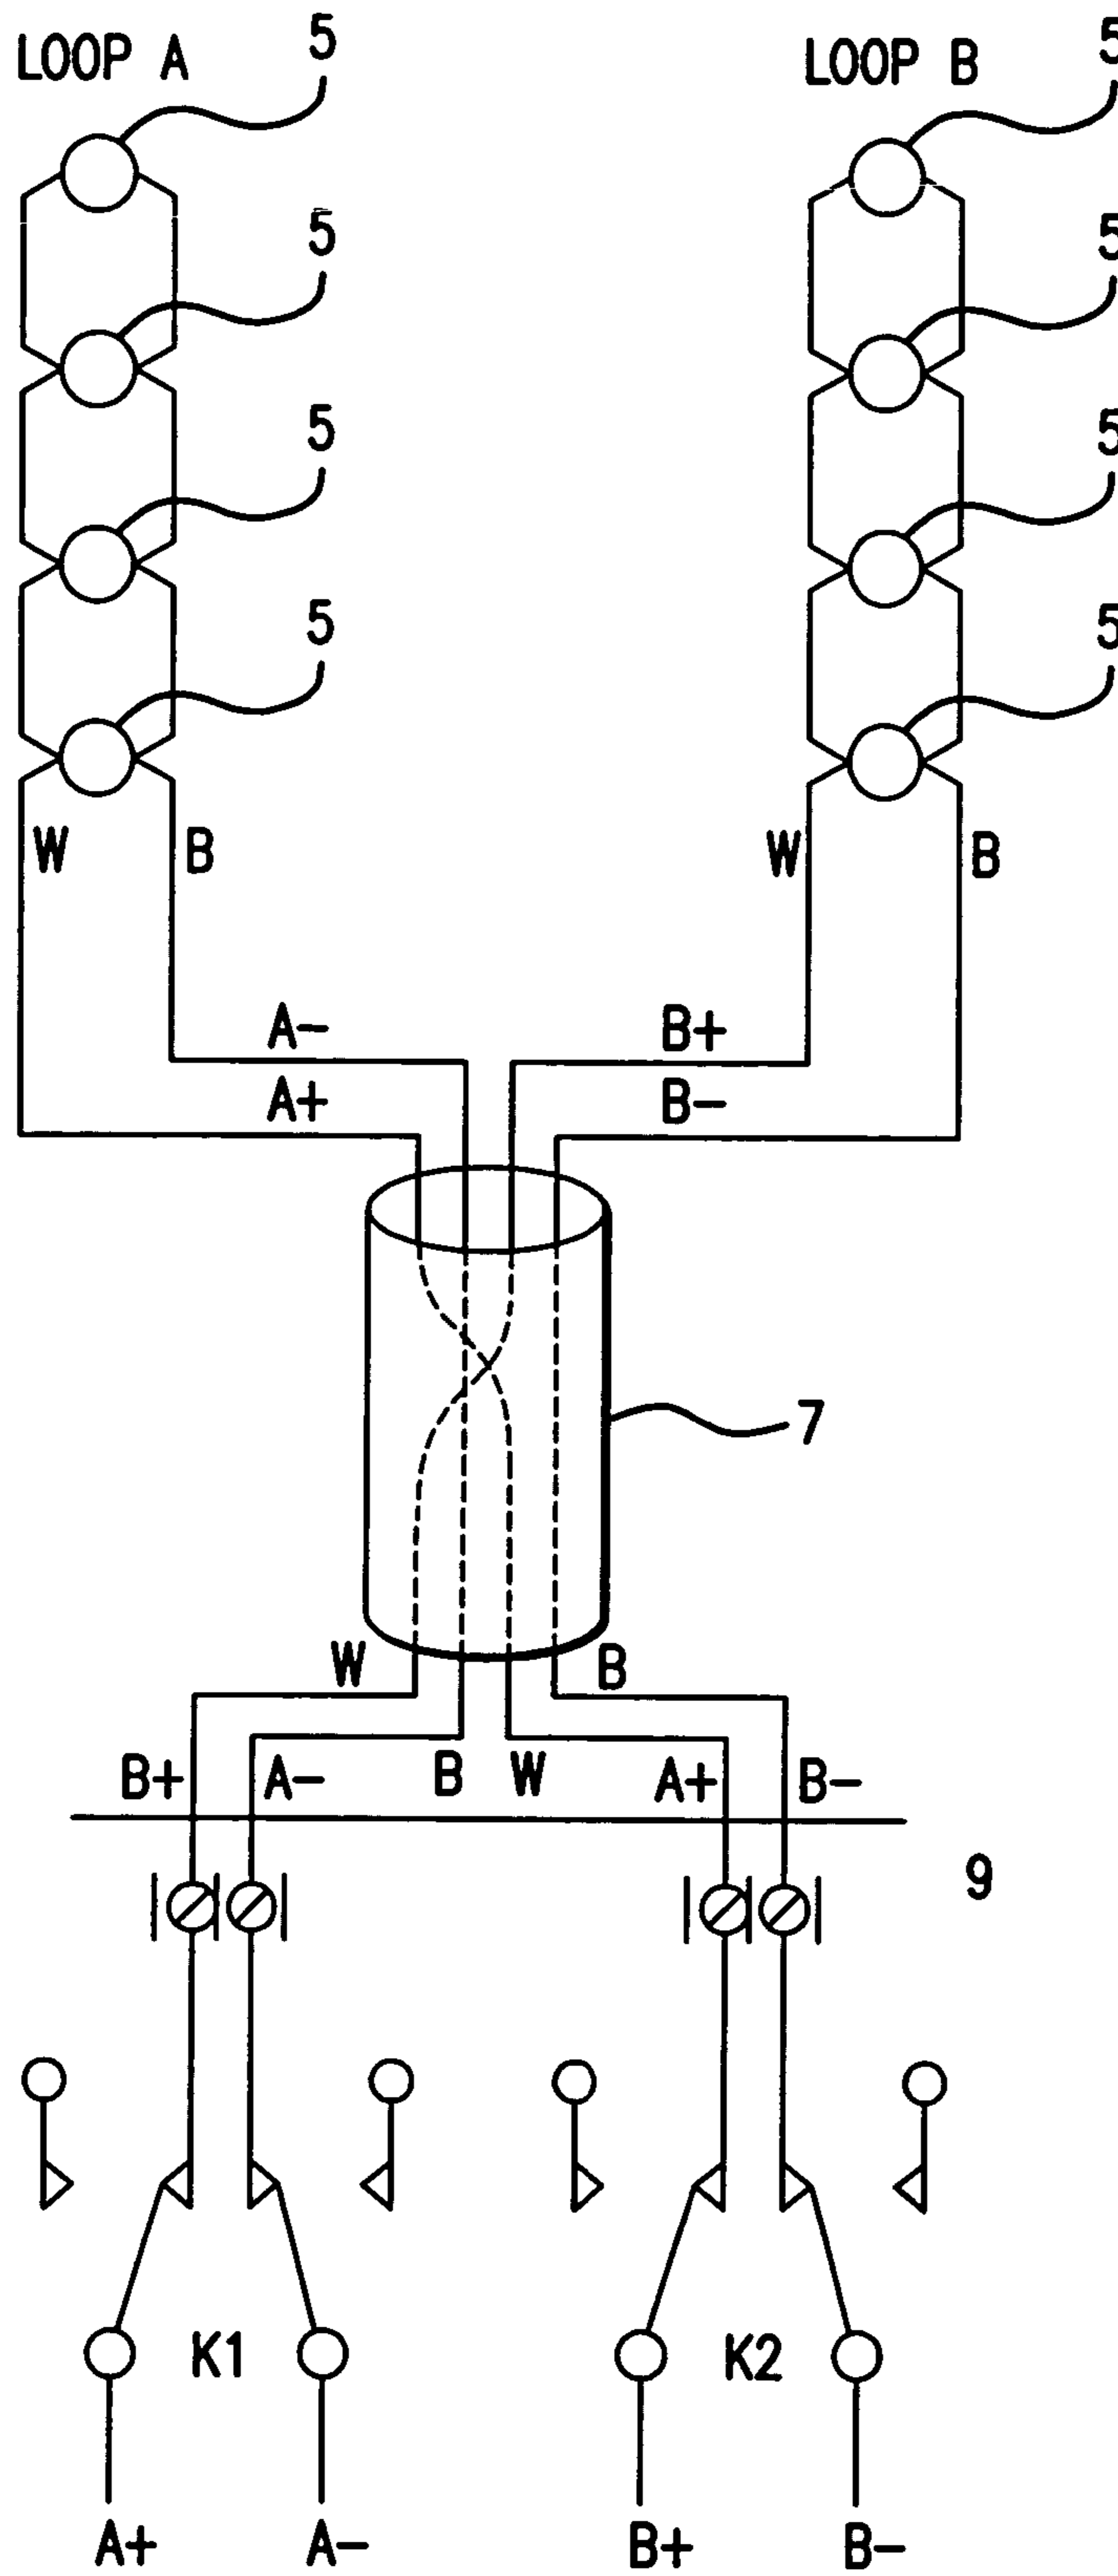 LOOP A 5 LOOP B 5
5 5
5 5
5 5
W B W B
A- B+
A+ B-
7
W B
B+ A- B W A+ B-
9
K1 K2
A+ A- B+ B-